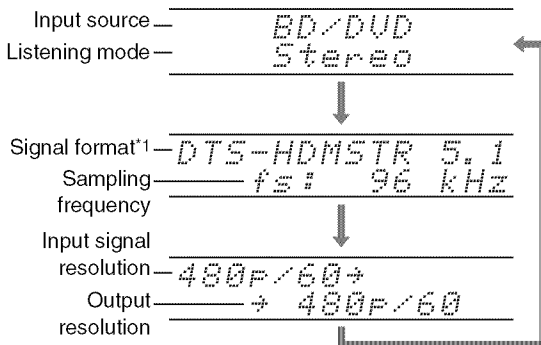 Input source
BD/DVD
Listening mode
Stereo
Signal format*1
DTS-HDMSTR 5.1
Sampling
frequency
fs: 96 kHz
Input signal
resolution
480p/60→
Output
resolution
→ 480p/60